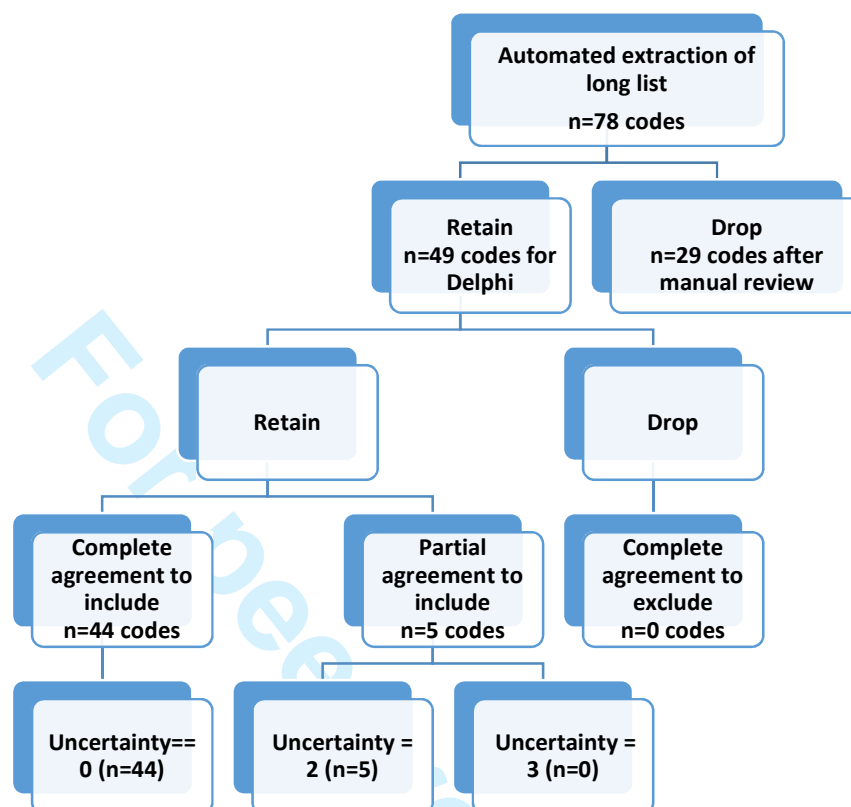 Automated extraction of
long list
n=78 codes
Retain
n=49 codes for
Delphi
Drop
n=29 codes after
manual review
Retain
Drop
Complete
agreement to
include
n=44 codes
Partial
agreement to
include
n=5 codes
Complete
agreement to
exclude
n=0 codes
Uncertainty==
0 (n=44)
Uncertainty =
2 (n=5)
Uncertainty =
3 (n=0)
For pee